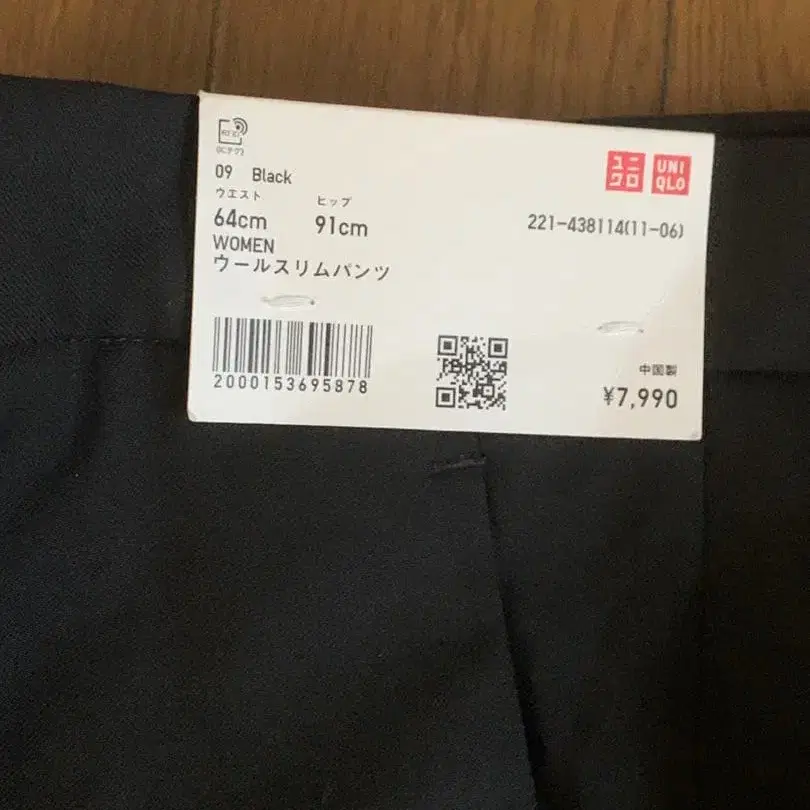 RFID
(ICタグ)
ユニ
クロ
UNI
QLO
09 Black
ウエスト ヒップ
64cm 91cm
221-438114(11-06)
WOMEN
ウールスリムパンツ
2000153695878
中国製
¥7,990